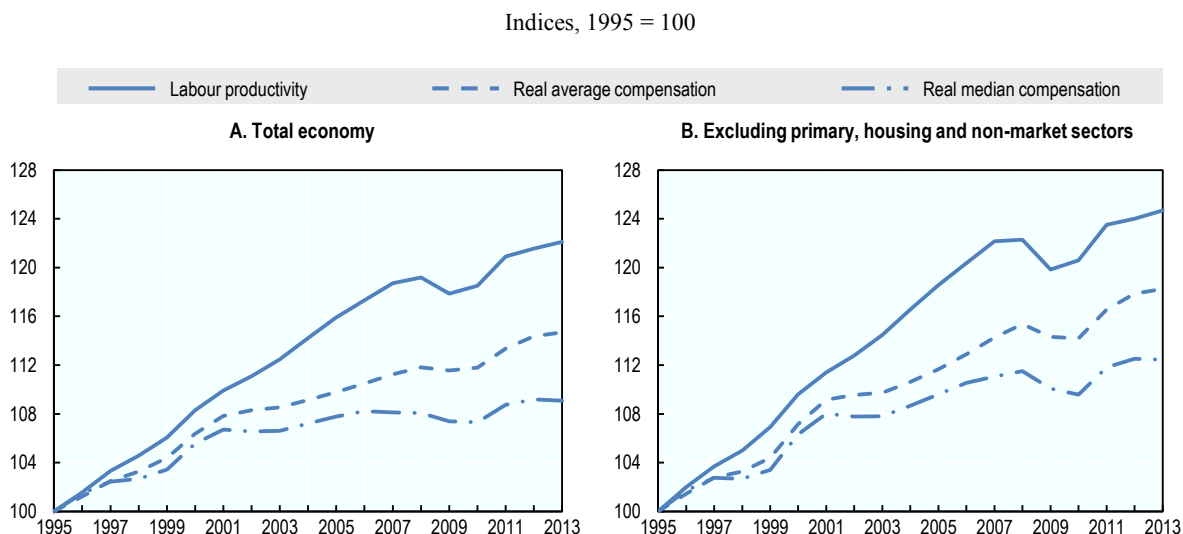 Indices, 1995 = 100
Labour productivity
Real average compensation
Real median compensation
A. Total economy
128
124
120
116
112
108
104
100
1995 1997 1999 2001 2003 2005 2007 2009 2011 2013
B. Excluding primary, housing and non-market sectors
128
124
120
116
112
108
104
100
1995 1997 1999 2001 2003 2005 2007 2009 2011 2013